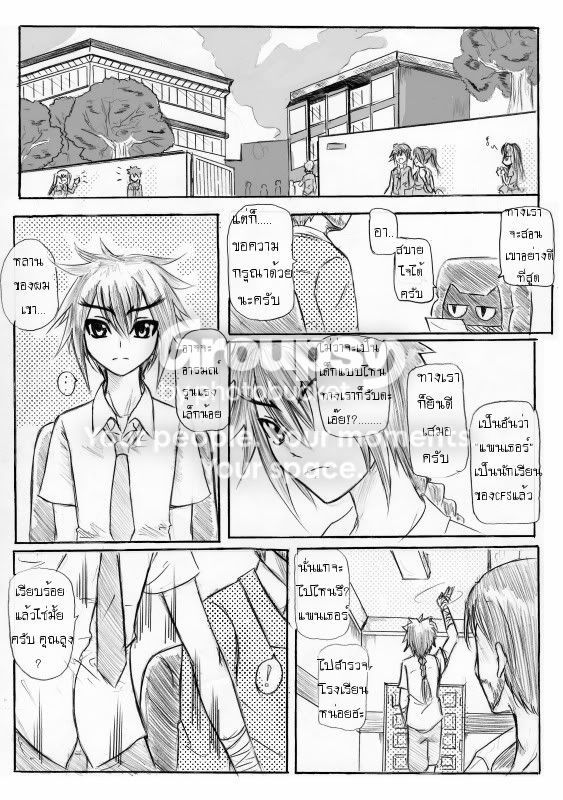 หลาน
ของผม
เขา...
แต่ก็.....
ขอความ
กรุณาด้วย
นะครับ
อา...
สบาย
ใจได้
ครับ
ทางเรา
จะสอน
เขาอย่างดี
ที่สุด
อาจจะ
อารมณ์
รุนแรง
เล็กน้อย
ไม่ว่าจะเป็น
เด็กแบบไหน
ทางเราก็รับคะ
เอ๊ย!?........
ทางเรา
ก็ยินดี
เสมอ
ครับ
เป็นอันว่า
"แพนเธอร์"
เป็นนักเรียน
ของCFSแล้ว
Groupsy
Your people, your moments
Your space.
เรียบร้อย
แล้วใช่มั้ย
ครับ คุณลุง
?
!
นั่นแกจะ
ไปไหนรึ?
แพนเธอร์
ไปสำรวจ
โรงเรียน
หน่อยฮะ